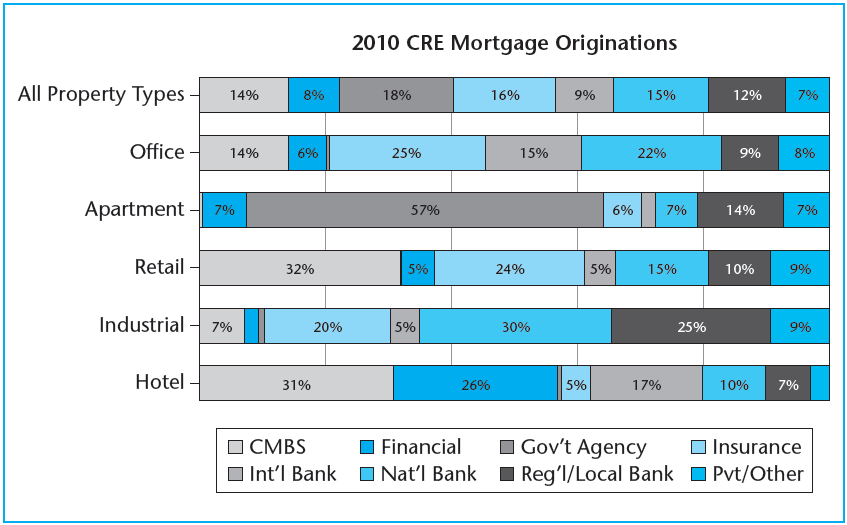 2010 CRE Mortgage Originations
All Property Types 14% 8% 18% 16% 9% 15% 12% 7%
Office 14% 6% 25% 15% 22% 9% 8%
Apartment 7% 57% 6% 7% 14% 7%
Retail 32% 5% 24% 5% 15% 10% 9%
Industrial 7% 20% 5% 30% 25% 9%
Hotel 31% 26% 5% 17% 10% 7%
CMBS Financial Gov't Agency Insurance
Int'l Bank Nat'l Bank Reg'l/Local Bank Pvt/Other